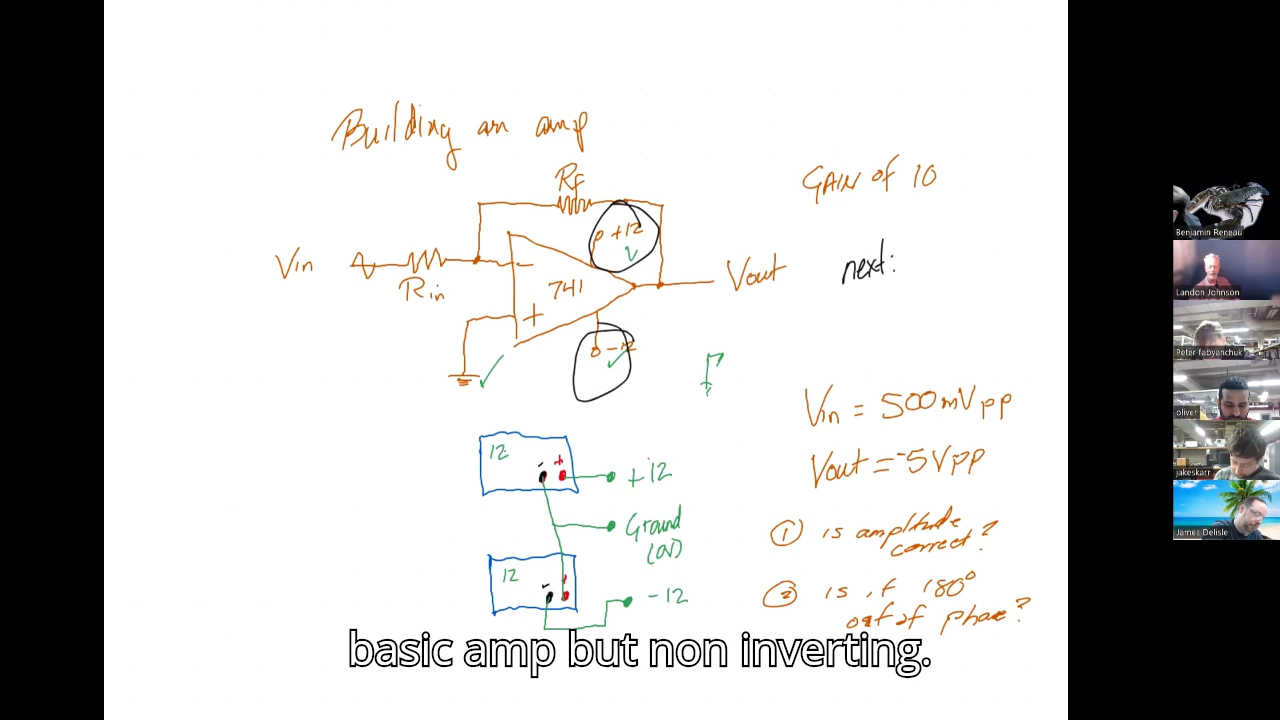 Building an amp
Rf
GAIN of 10
+12
Vin
Rin
-
741
+
Vout
next:
-12
Vin = 500mVpp
12
- +
+12
Vout = -5Vpp
Ground
(0V)
① is amplitude
correct?
12
- +
-12
② is it 180°
out of phase?
basic amp but non inverting.
Benjamin Reneau
Landon Johnson
Peter fabyanchuk
oliver
jakeskarr
James Delisle